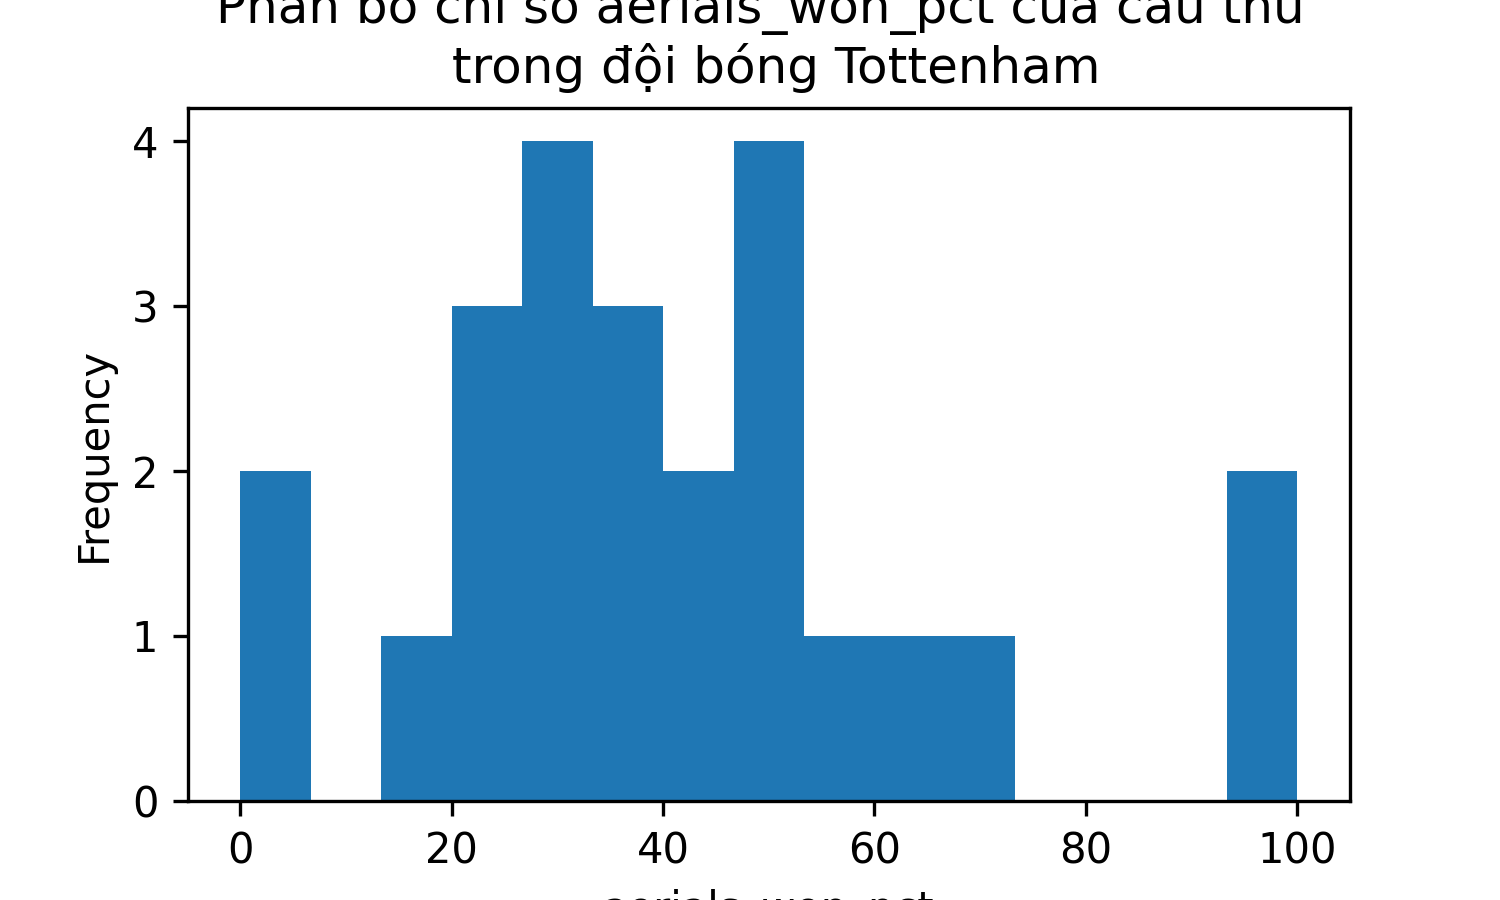 Phân bố chỉ số aerials_won_pct của cầu thủ
trong đội bóng Tottenham
4
3
2
1
0
Frequency
0 20 40 60 80 100
aerials_won_pct